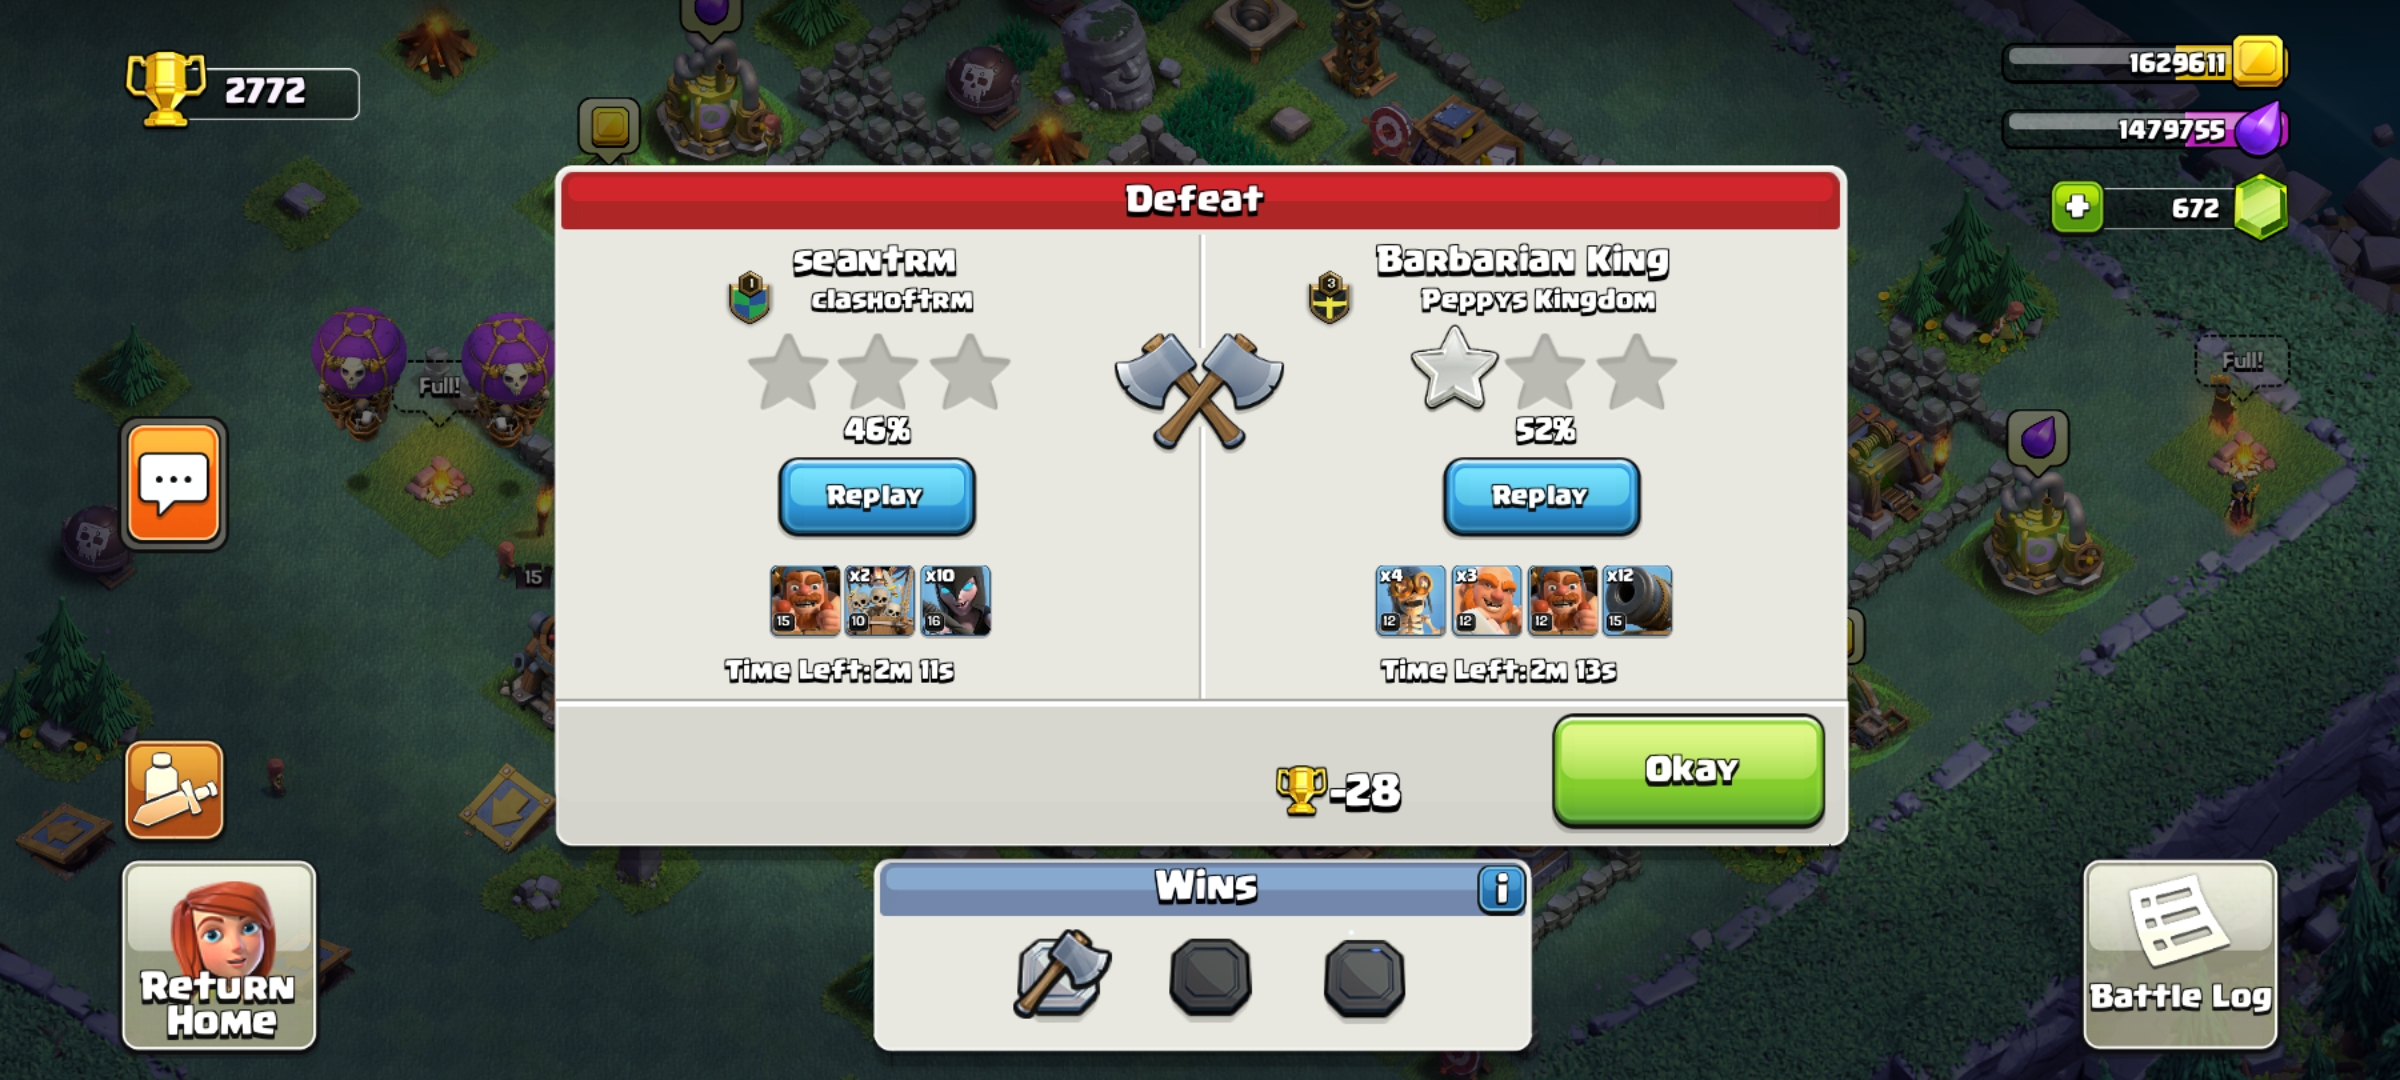 2772
1629611
1479755
672
Defeat
seantRM
clashoftRM
1
46%
Replay
15
x2
10
x10
16
Time Left:2m 11s
Barbarian King
Peppys Kingdom
3
52%
Replay
x4
12
x3
12
12
x12
15
Time Left:2m 13s
Full!
Full!
15
-28
Okay
Wins
i
Return
Home
Battle Log